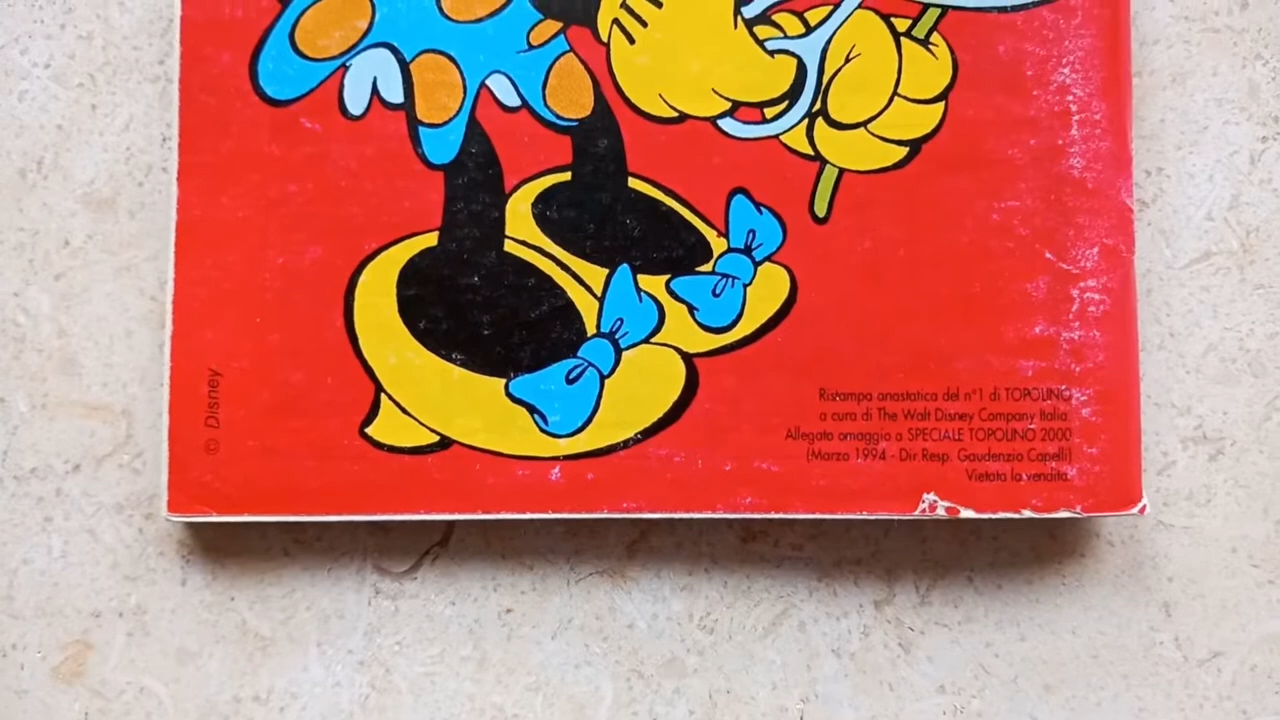 © Disney
Ristampa anastatica del n°1 di TOPOLINO
a cura di The Walt Disney Company Italia.
Allegato omaggio a SPECIALE TOPOLINO 2000
(Marzo 1994 - Dir. Resp. Gaudenzio Capelli)
Vietata la vendita.